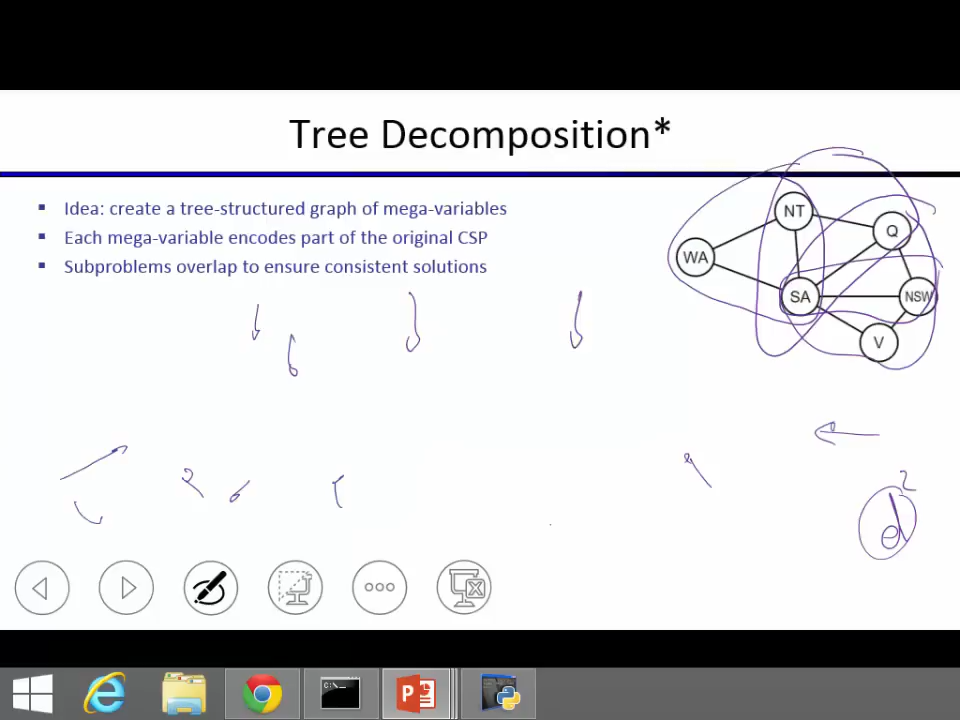 Tree Decomposition*
Idea: create a tree-structured graph of mega-variables
Each mega-variable encodes part of the original CSP
Subproblems overlap to ensure consistent solutions
NT
Q
WA
SA
NSW
V
d²
C:\_